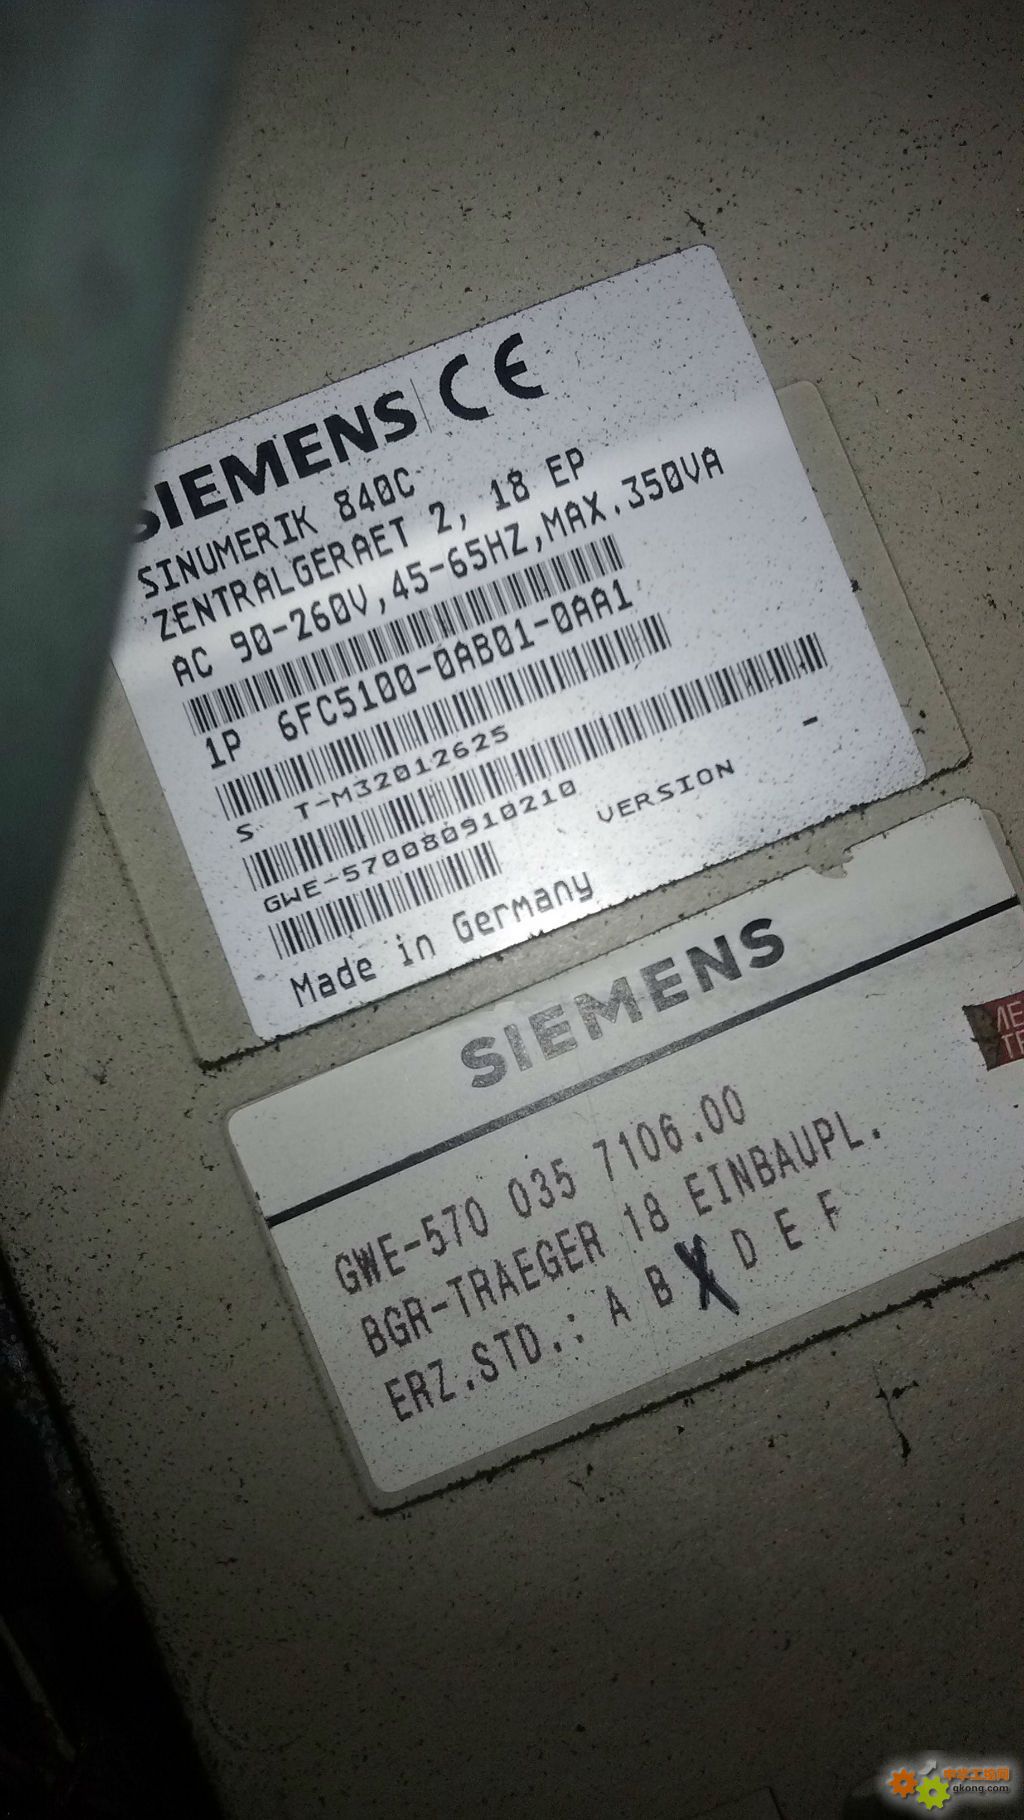 SIEMENS CE
SINUMERIK 840C
ZENTRALGERAET 2, 18 EP
AC 90-260V,45-65HZ,MAX.350VA
1P 6FC5100-0AB01-0AA1
S T-M32012625
GWE-570080910210
VERSION -
Made in Germany
SIEMENS
GWE-570 035 7106.00
BGR-TRAEGER 18 EINBAUPL.
ERZ.STD.: A B X D E F
gkong.com